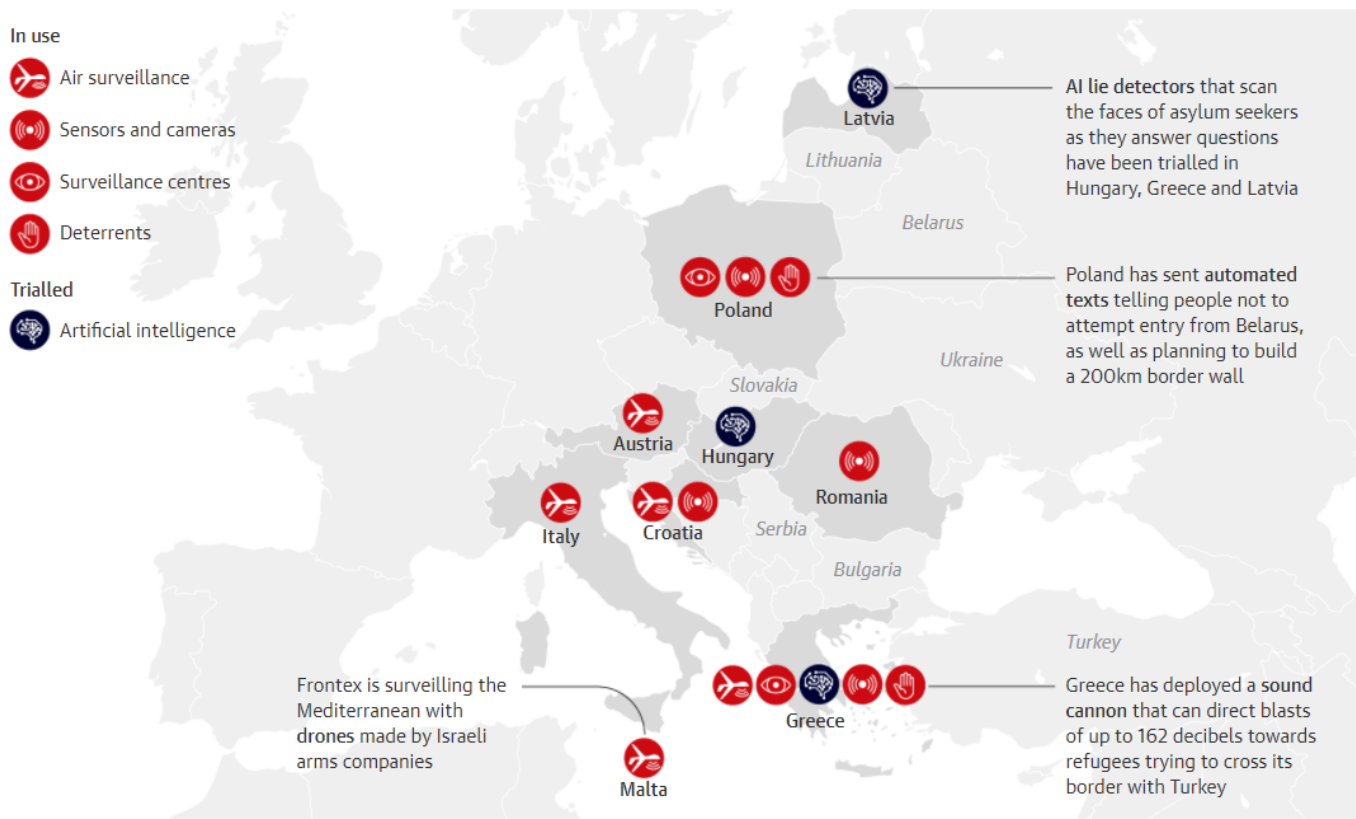 In use
Air surveillance
Sensors and cameras
Surveillance centres
Deterrents
Trialled
Artificial intelligence
Latvia
AI lie detectors that scan
the faces of asylum seekers
as they answer questions
have been trialled in
Hungary, Greece and Latvia
Lithuania
Belarus
Poland
Poland has sent automated
texts telling people not to
attempt entry from Belarus,
as well as planning to build
a 200km border wall
Ukraine
Slovakia
Austria
Hungary
Romania
Italy
Croatia
Serbia
Bulgaria
Turkey
Frontex is surveilling the
Mediterranean with
drones made by Israeli
arms companies
Malta
Greece
Greece has deployed a sound
cannon that can direct blasts
of up to 162 decibels towards
refugees trying to cross its
border with Turkey